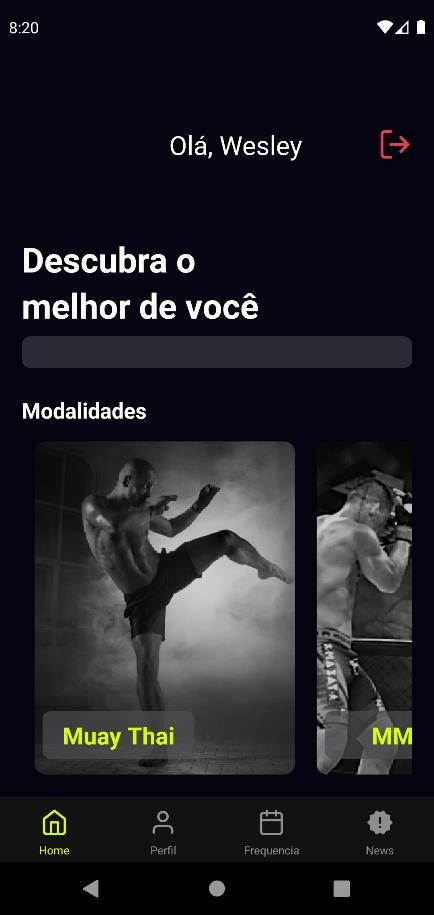 8:20
Olá, Wesley
Descubra o
melhor de você
Modalidades
Muay Thai
MM
Home
Perfil
Frequencia
News